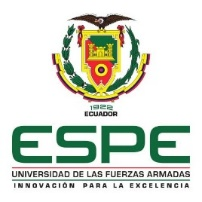 1922
ECUADOR
ESPE
UNIVERSIDAD DE LAS FUERZAS ARMADAS
INNOVACIÓN PARA LA EXCELENCIA